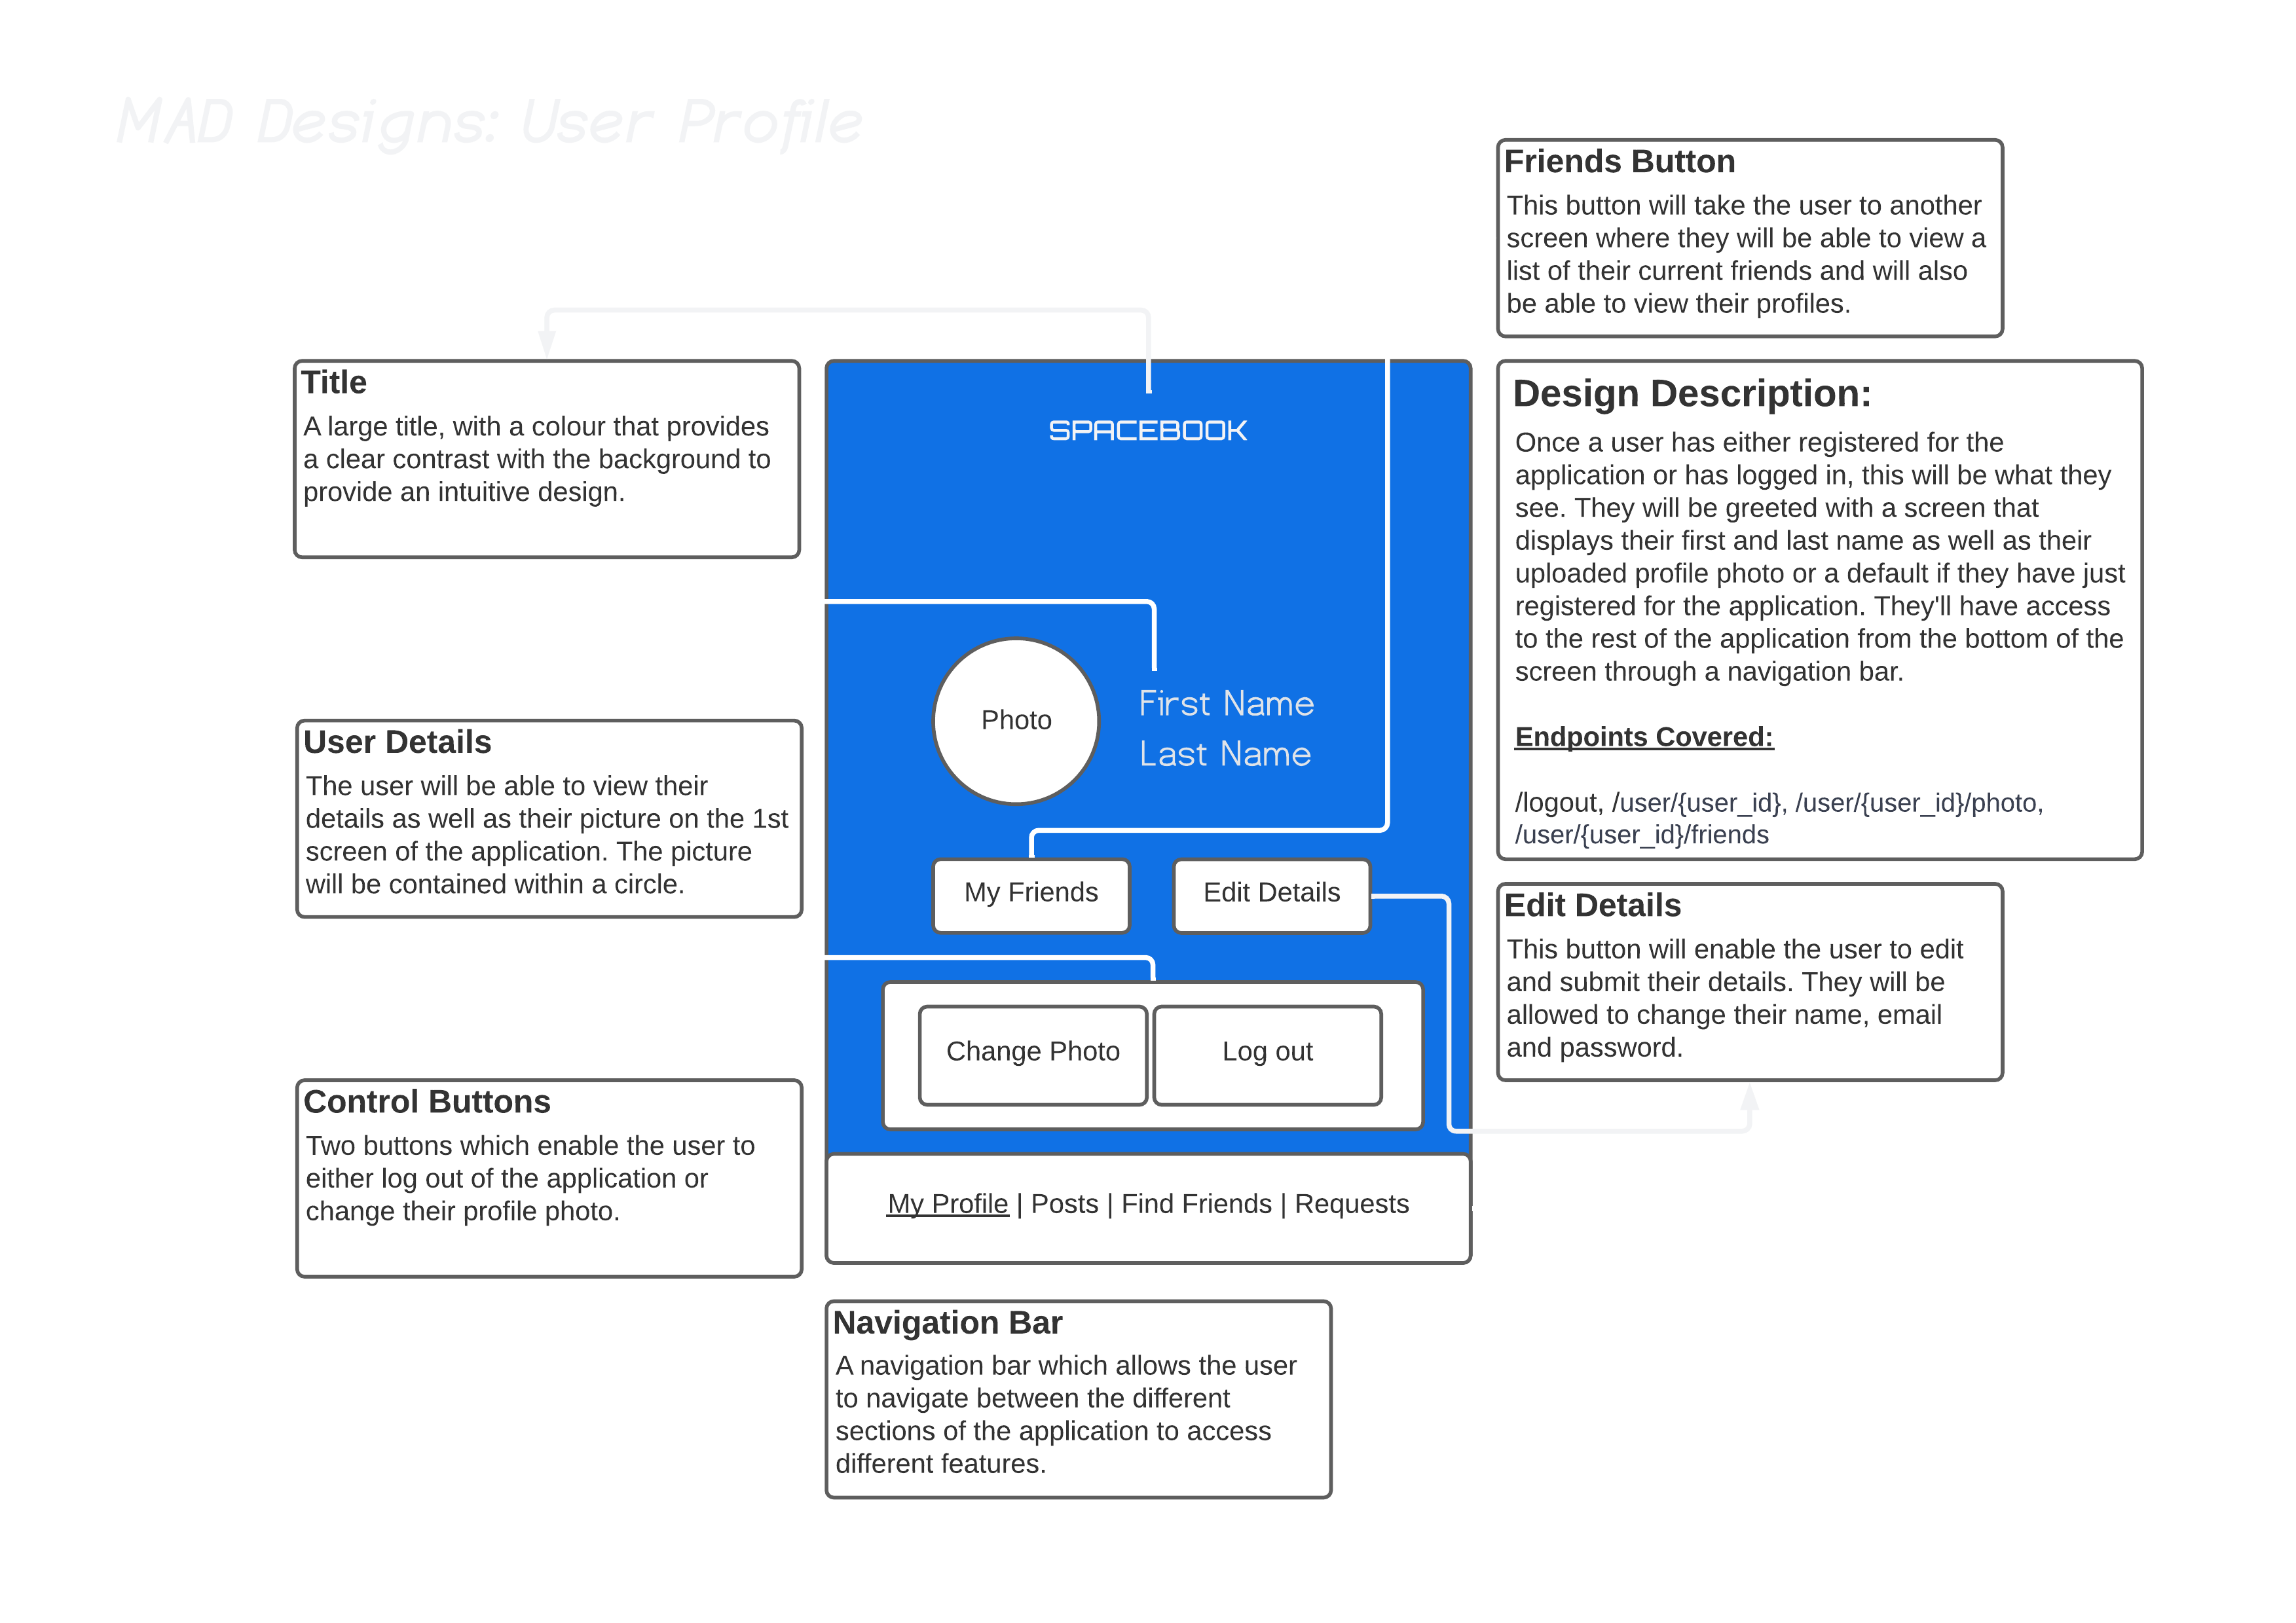 MAD Designs: User Profile
Friends Button
This button will take the user to another
screen where they will be able to view a
list of their current friends and will also
be able to view their profiles.
Title
A large title, with a colour that provides
a clear contrast with the background to
provide an intuitive design.
SPACEBOOK
Design Description:
Once a user has either registered for the
application or has logged in, this will be what they
see. They will be greeted with a screen that
displays their first and last name as well as their
uploaded profile photo or a default if they have just
registered for the application. They'll have access
to the rest of the application from the bottom of the
screen through a navigation bar.
Endpoints Covered:
/logout, /user/{user_id}, /user/{user_id}/photo,
/user/{user_id}/friends
User Details
The user will be able to view their
details as well as their picture on the 1st
screen of the application. The picture
will be contained within a circle.
Photo
First Name
Last Name
My Friends
Edit Details
Edit Details
This button will enable the user to edit
and submit their details. They will be
allowed to change their name, email
and password.
Change Photo
Log out
Control Buttons
Two buttons which enable the user to
either log out of the application or
change their profile photo.
My Profile | Posts | Find Friends | Requests
Navigation Bar
A navigation bar which allows the user
to navigate between the different
sections of the application to access
different features.